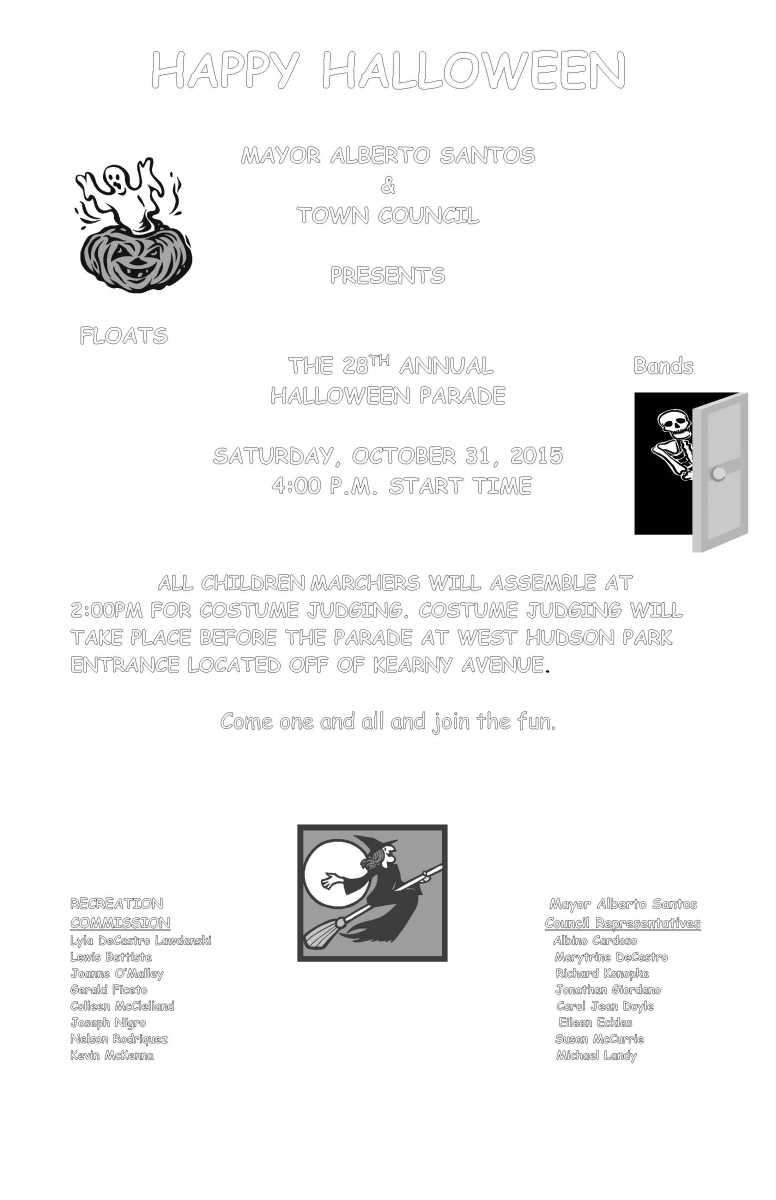 HAPPY HALLOWEEN
MAYOR ALBERTO SANTOS
&
TOWN COUNCIL
PRESENTS
FLOATS
THE 28TH ANNUAL
Bands
HALLOWEEN PARADE
SATURDAY, OCTOBER 31, 2015
4:00 P.M. START TIME
ALL CHILDREN MARCHERS WILL ASSEMBLE AT
2:00PM FOR COSTUME JUDGING. COSTUME JUDGING WILL
TAKE PLACE BEFORE THE PARADE AT WEST HUDSON PARK
ENTRANCE LOCATED OFF OF KEARNY AVENUE.
Come one and all and join the fun.
RECREATION
COMMISSION
Lyla DeCastro Lawdanski
Lewis Battista
Joanne O'Malley
Gerald Ficeto
Colleen McClelland
Joseph Nigro
Nelson Rodriquez
Kevin McKenna
Mayor Alberto Santos
Council Representatives
Albino Cardoso
Marytrine DeCastro
Richard Konopka
Jonathan Giordano
Carol Jean Doyle
Eileen Eckles
Susan McCurrie
Michael Landy